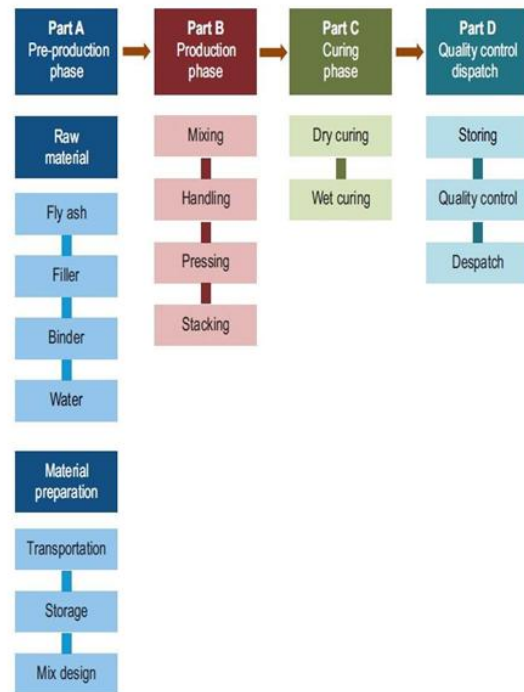 Part A
Pre-production
phase
Part B
Production
phase
Part C
Curing
phase
Part D
Quality control
dispatch
Raw
material
Fly ash
Filler
Binder
Water
Material
preparation
Transportation
Storage
Mix design
Mixing
Handling
Pressing
Stacking
Dry curing
Wet curing
Storing
Quality control
Despatch